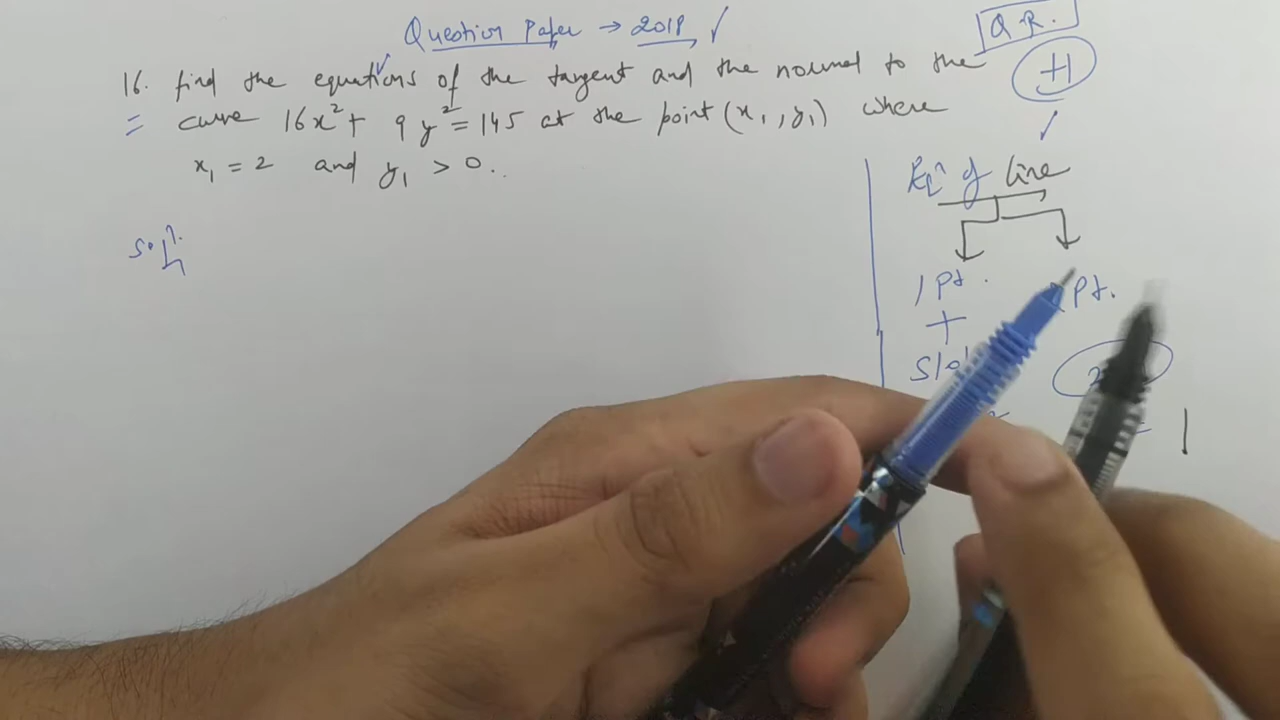 Question Paper → 2018 ✓
Q.R.
16. find the equations of the tangent and the normal to the
curve 16x² + 9y² = 145 at the point (x₁, y₁) where
x₁ = 2 and y₁ > 0.
Eqⁿ of line
Solⁿ.
1 Pt. Pt.
+